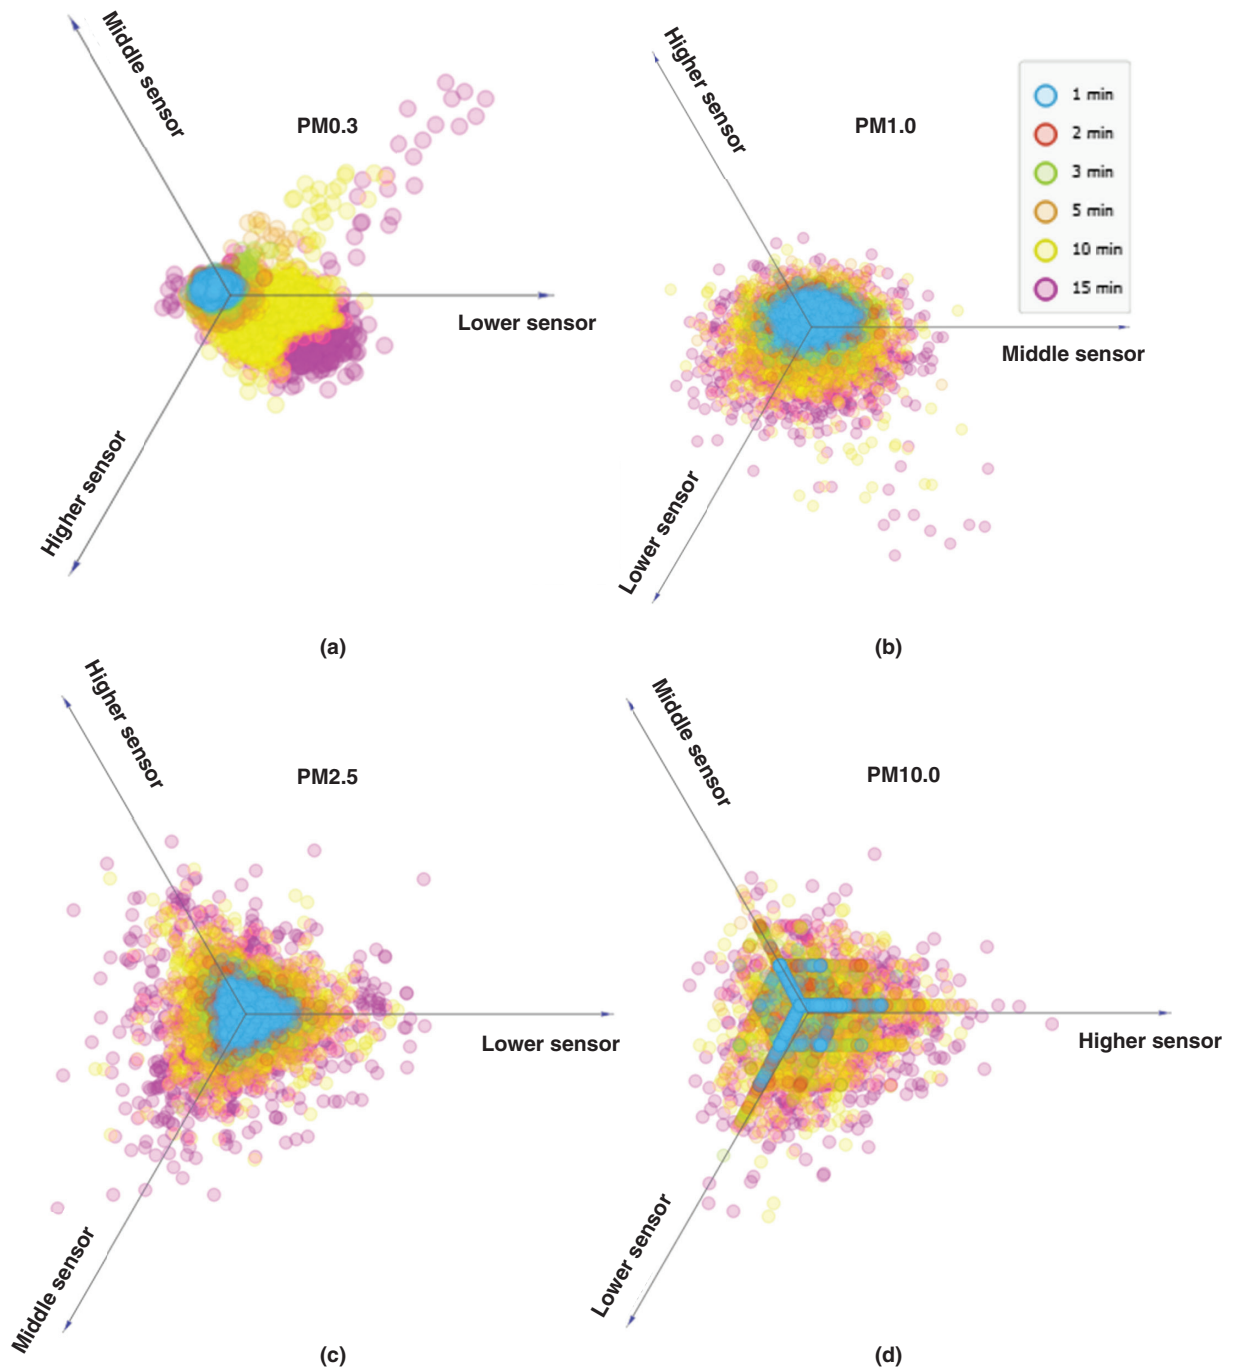 Middle sensor
PM0.3
Lower sensor
Higher sensor
(a)
Higher sensor
PM1.0
1 min
2 min
3 min
5 min
10 min
15 min
Middle sensor
Lower sensor
(b)
Higher sensor
PM2.5
Lower sensor
Middle sensor
(c)
Middle sensor
PM10.0
Higher sensor
Lower sensor
(d)